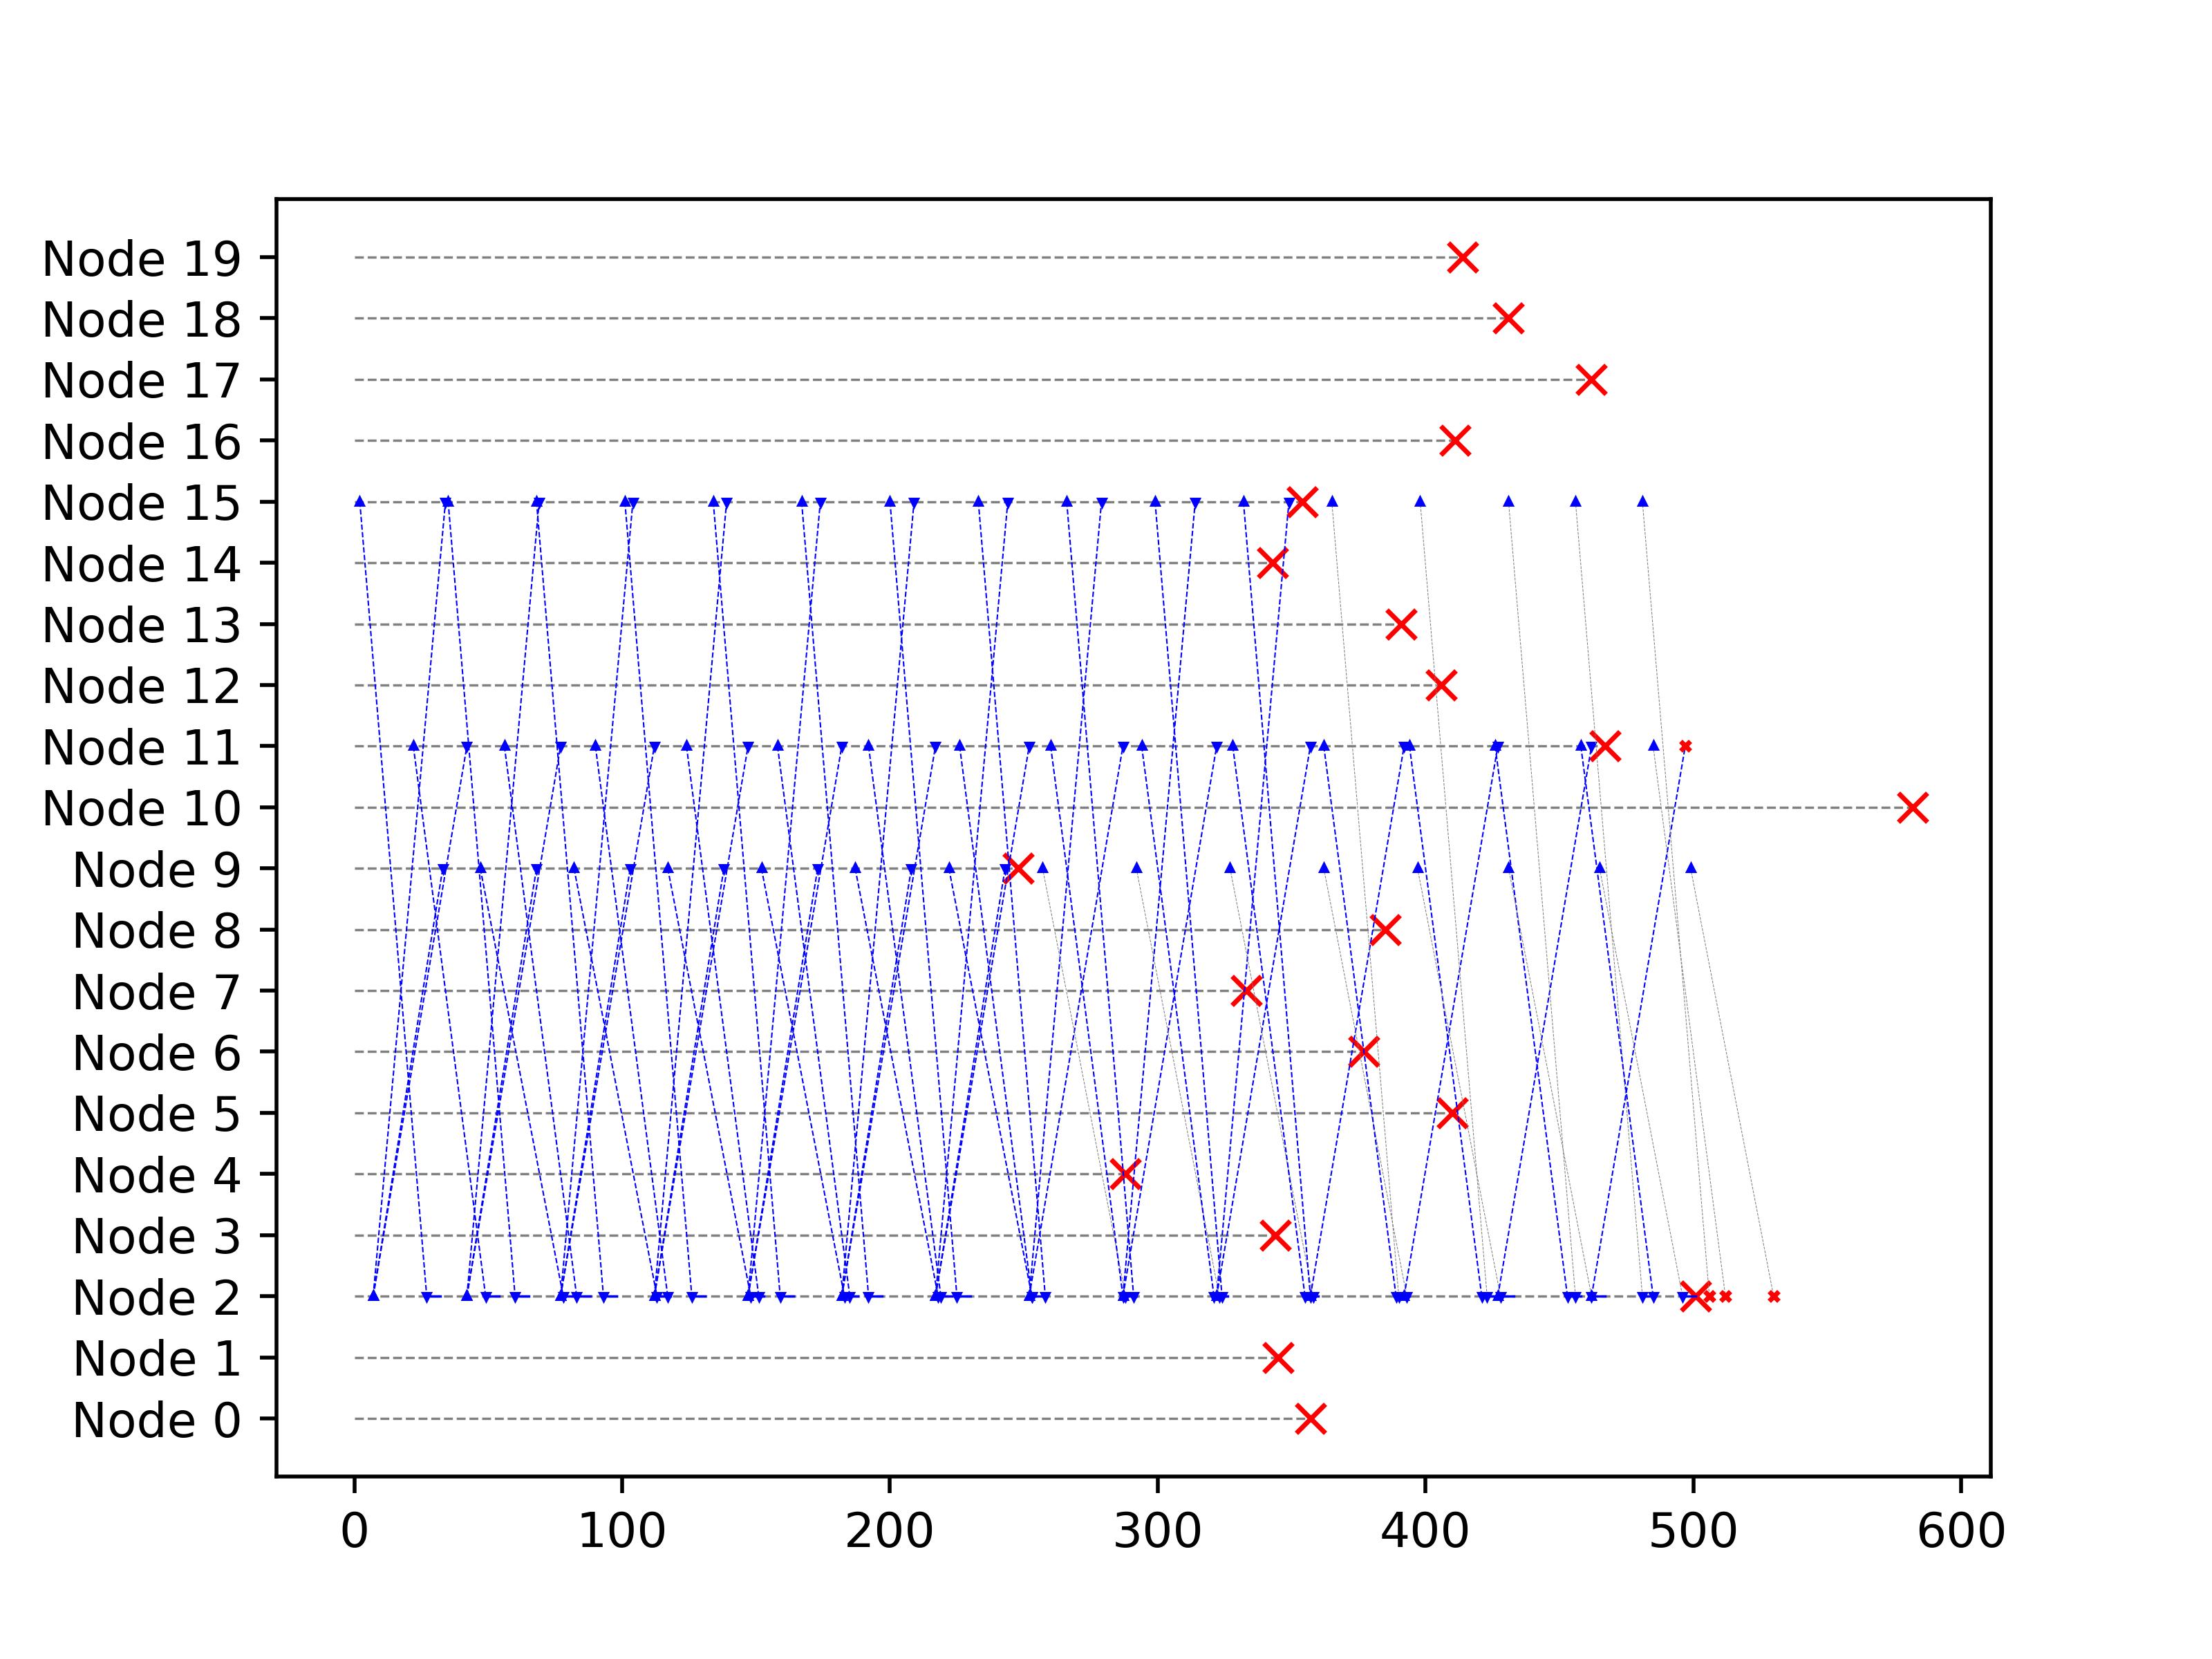 Node 19
Node 18
Node 17
Node 16
Node 15
Node 14
Node 13
Node 12
Node 11
Node 10
Node 9
Node 8
Node 7
Node 6
Node 5
Node 4
Node 3
Node 2
Node 1
Node 0
0 100 200 300 400 500 600